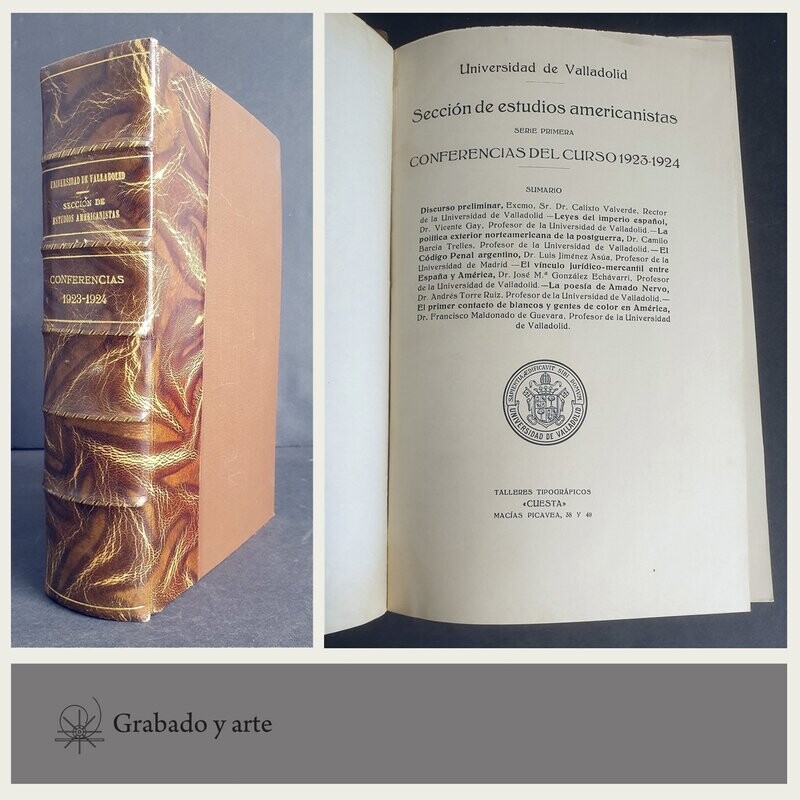 UNIVERSIDAD DE VALLADOLID
SECCIÓN DE
ESTUDIOS AMERICANISTAS
CONFERENCIAS
1923-1924
Universidad de Valladolid
Sección de estudios americanistas
SERIE PRIMERA
CONFERENCIAS DEL CURSO 1923-1924
SUMARIO
Discurso preliminar, Excmo. Sr. Dr. Calixto Valverde, Rector
de la Universidad de Valladolid.—Leyes del imperio español,
Dr. Vicente Gay, Profesor de la Universidad de Valladolid.—La
política exterior norteamericana de la postguerra, Dr. Camilo
Barcia Trelles, Profesor de la Universidad de Valladolid.—El
Código Penal argentino, Dr. Luis Jiménez Asúa, Profesor de la
Universidad de Madrid—El vínculo jurídico-mercantil entre
España y América, Dr. José M.ª González Echávarri, Profesor
de la Universidad de Valladolid.—La poesía de Amado Nervo,
Dr. Andrés Torre Ruiz, Profesor de la Universidad de Valladolid.—
El primer contacto de blancos y gentes de color en América,
Dr. Francisco Maldonado de Guevara, Profesor de la Universidad
de Valladolid.
SAPIENTIA ÆDIFICAVIT SIBI DOMUM
UNIVERSIDAD DE VALLADOLID
TALLERES TIPOGRÁFICOS
«CUESTA»
MACÍAS PICAVEA, 38 Y 40
Grabado y arte